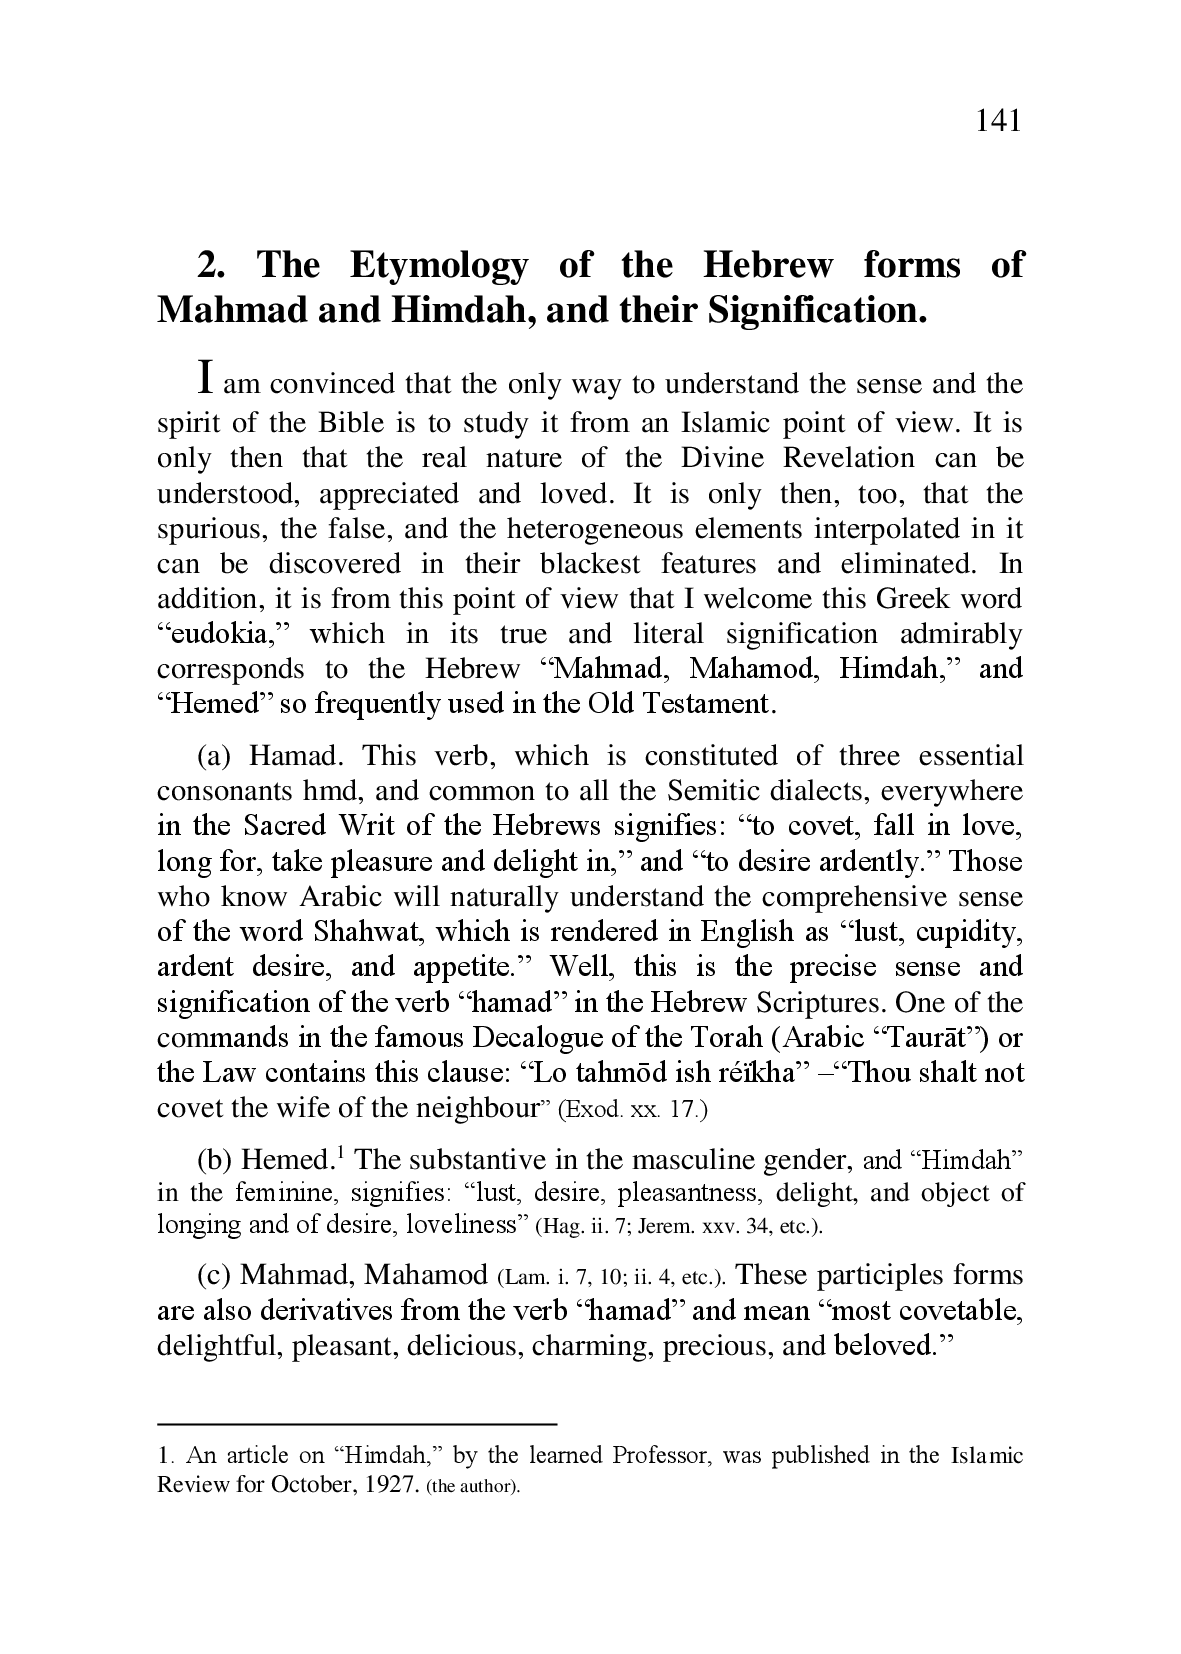 141
2. The Etymology of the Hebrew forms of
Mahmad and Himdah, and their Signification.
I am convinced that the only way to understand the sense and the
spirit of the Bible is to study it from an Islamic point of view. It is
only then that the real nature of the Divine Revelation can be
understood, appreciated and loved. It is only then, too, that the
spurious, the false, and the heterogeneous elements interpolated in it
can be discovered in their blackest features and eliminated. In
addition, it is from this point of view that I welcome this Greek word
“eudokia,” which in its true and literal signification admirably
corresponds to the Hebrew “Mahmad, Mahamod, Himdah,” and
“Hemed” so frequently used in the Old Testament.
(a) Hamad. This verb, which is constituted of three essential
consonants hmd, and common to all the Semitic dialects, everywhere
in the Sacred Writ of the Hebrews signifies: “to covet, fall in love,
long for, take pleasure and delight in,” and “to desire ardently.” Those
who know Arabic will naturally understand the comprehensive sense
of the word Shahwat, which is rendered in English as “lust, cupidity,
ardent desire, and appetite.” Well, this is the precise sense and
signification of the verb “hamad” in the Hebrew Scriptures. One of the
commands in the famous Decalogue of the Torah (Arabic “Taurāt”) or
the Law contains this clause: “Lo tahmōd ish réïkha” –“Thou shalt not
covet the wife of the neighbour” (Exod. xx. 17.)
(b) Hemed.1 The substantive in the masculine gender, and “Himdah”
in the feminine, signifies: “lust, desire, pleasantness, delight, and object of
longing and of desire, loveliness” (Hag. ii. 7; Jerem. xxv. 34, etc.).
(c) Mahmad, Mahamod (Lam. i. 7, 10; ii. 4, etc.). These participles forms
are also derivatives from the verb “hamad” and mean “most covetable,
delightful, pleasant, delicious, charming, precious, and beloved.”
1. An article on “Himdah,” by the learned Professor, was published in the Islamic
Review for October, 1927. (the author).